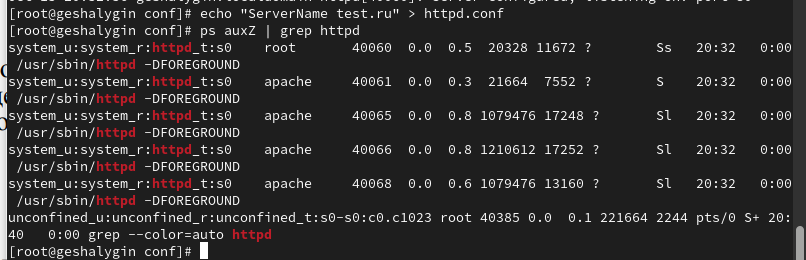 [root@geshalygin conf]# echo "ServerName test.ru" > httpd.conf
[root@geshalygin conf]# ps auxZ | grep httpd
system_u:system_r:httpd_t:s0    root       40060  0.0  0.5  20328 11672 ?        Ss   20:32   0:00
 /usr/sbin/httpd -DFOREGROUND
system_u:system_r:httpd_t:s0    apache     40061  0.0  0.3  21664  7552 ?        S    20:32   0:00
 /usr/sbin/httpd -DFOREGROUND
system_u:system_r:httpd_t:s0    apache     40065  0.0  0.8 1079476 17248 ?       Sl   20:32   0:00
 /usr/sbin/httpd -DFOREGROUND
system_u:system_r:httpd_t:s0    apache     40066  0.0  0.8 1210612 17252 ?       Sl   20:32   0:00
 /usr/sbin/httpd -DFOREGROUND
system_u:system_r:httpd_t:s0    apache     40068  0.0  0.6 1079476 13160 ?       Sl   20:32   0:00
 /usr/sbin/httpd -DFOREGROUND
unconfined_u:unconfined_r:unconfined_t:s0-s0:c0.c1023 root 40385 0.0  0.1 221664 2244 pts/0 S+ 20:
40   0:00 grep --color=auto httpd
[root@geshalygin conf]#